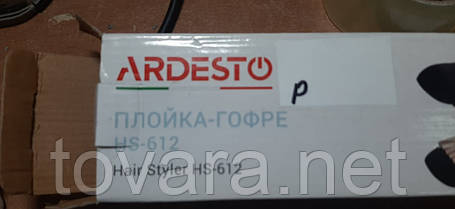 ARDESTO
р
ПЛОЙКА-ГОФРЕ
HS-612
Hair Styler HS-612
tovara.net